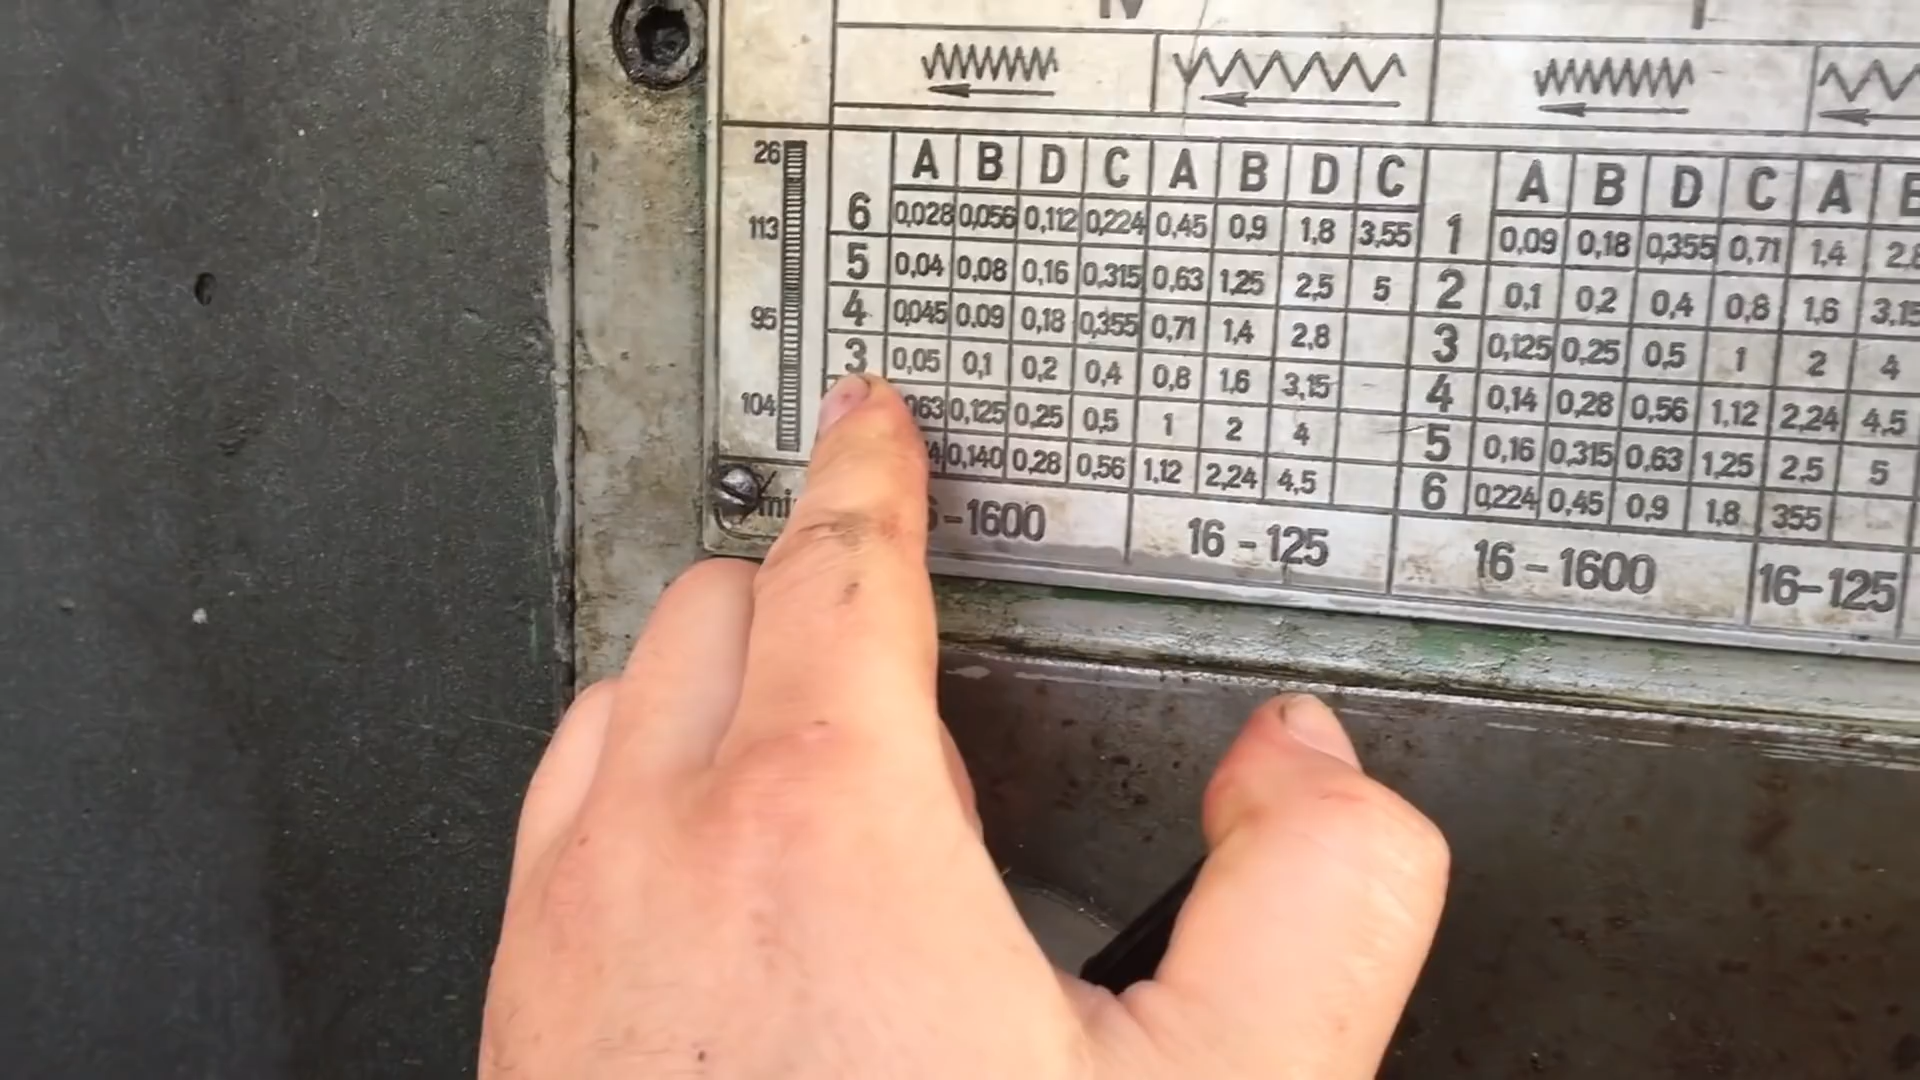 IV
26
113
95
104
A B D C A B D C A B D C A
6 0,028 0,056 0,112 0,224 0,45 0,9 1,8 3,55 1 0,09 0,18 0,355 0,71 1,4
5 0,04 0,08 0,16 0,315 0,63 1,25 2,5 5 2 0,1 0,2 0,4 0,8 1,6 3,15
4 0,045 0.09 0,18 0,355 0,71 1,4 2,8 3 0,125 0.25 0,5 1 2 4
3 0,05 0,1 0,2 0,4 0,8 1,6 3,15 4 0,14 0,28 0,56 1,12 2,24 4,5
063 0,125 0,25 0,5 1 2 4 5 0,16 0,315 0,63 1,25 2,5 5
4 0,140 0,28 0,56 1,12 2,24 4,5 6 0,224 0,45 0,9 1,8 355
6-1600 16-125 16-1600 16-125